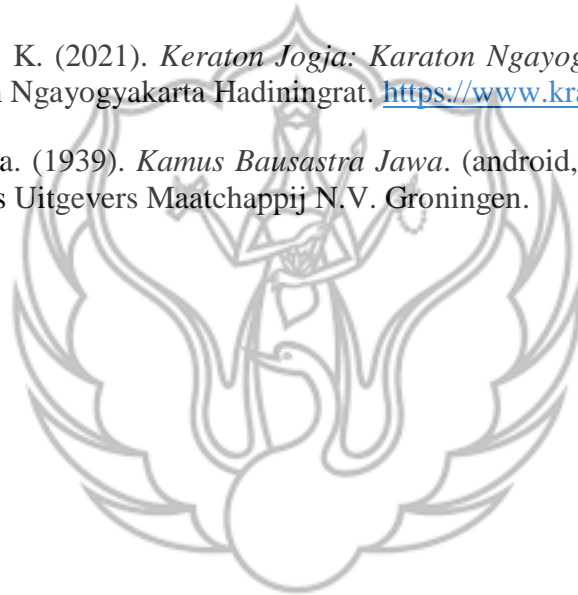 K. (2021). Keraton Jogja: Karaton Ngayog
Ngayogyakarta Hadiningrat. https://www.kra
a. (1939). Kamus Bausastra Jawa. (android,
s Uitgevers Maatchappij N.V. Groningen.